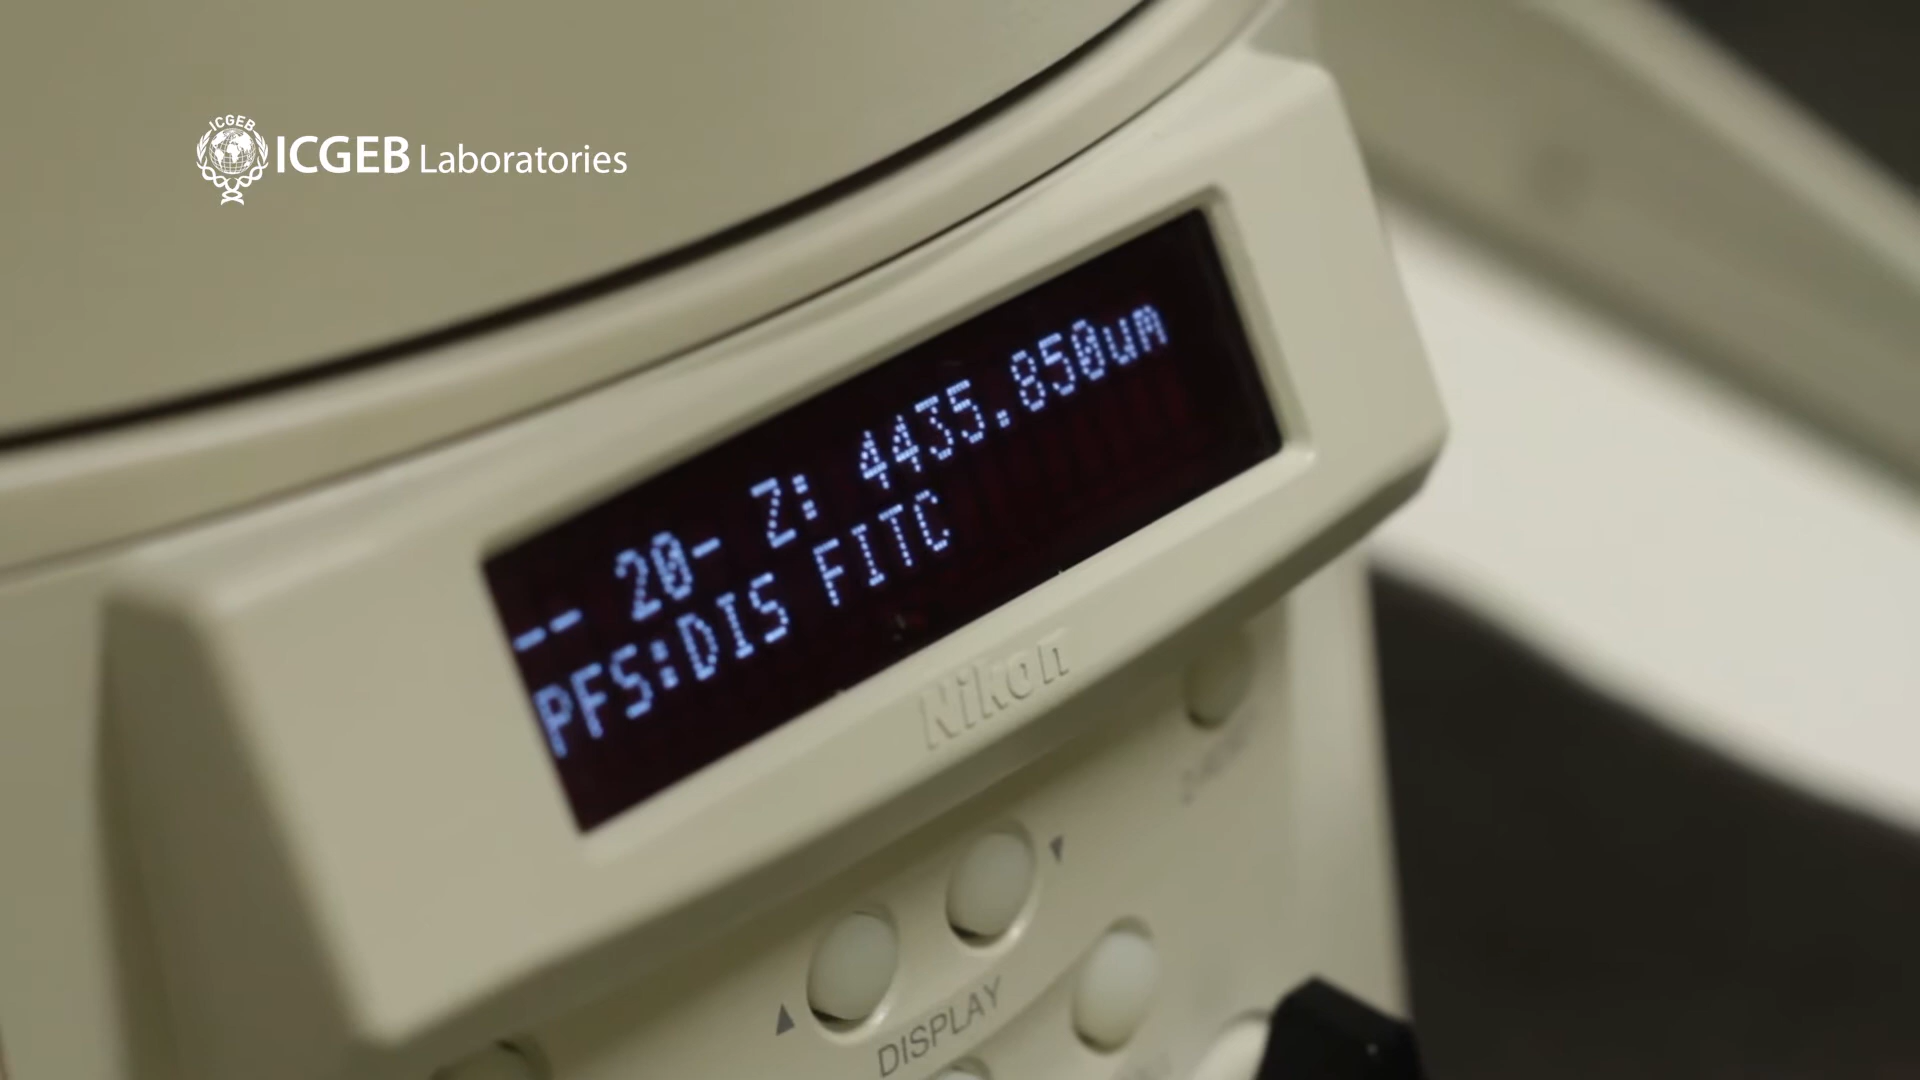 ICGEB
ICGEB Laboratories
-- 20- Z: 4435.850um
PFS:DIS FITC
Nikon
DISPLAY